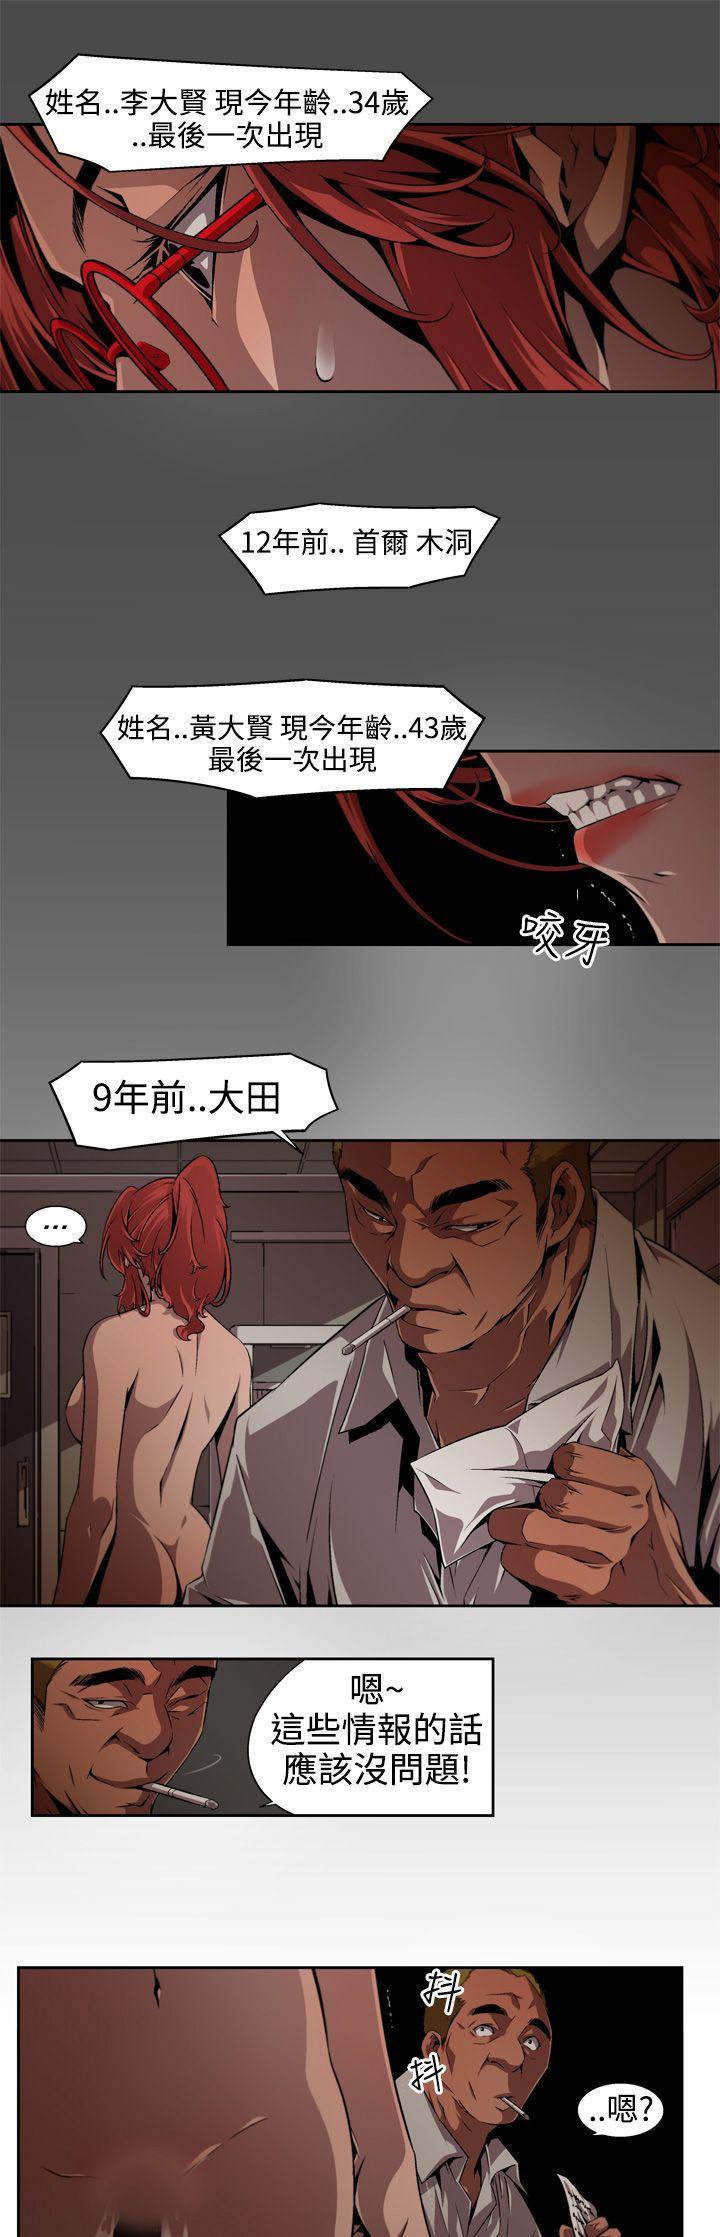 姓名..李大賢 現今年齡..34歲
..最後一次出現
12年前.. 首爾 木洞
姓名..黃大賢 現今年齡..43歲
最後一次出現
咬牙
9年前..大田
...
嗯~
這些情報的話
應該沒問題!
抖
抖
..嗯?